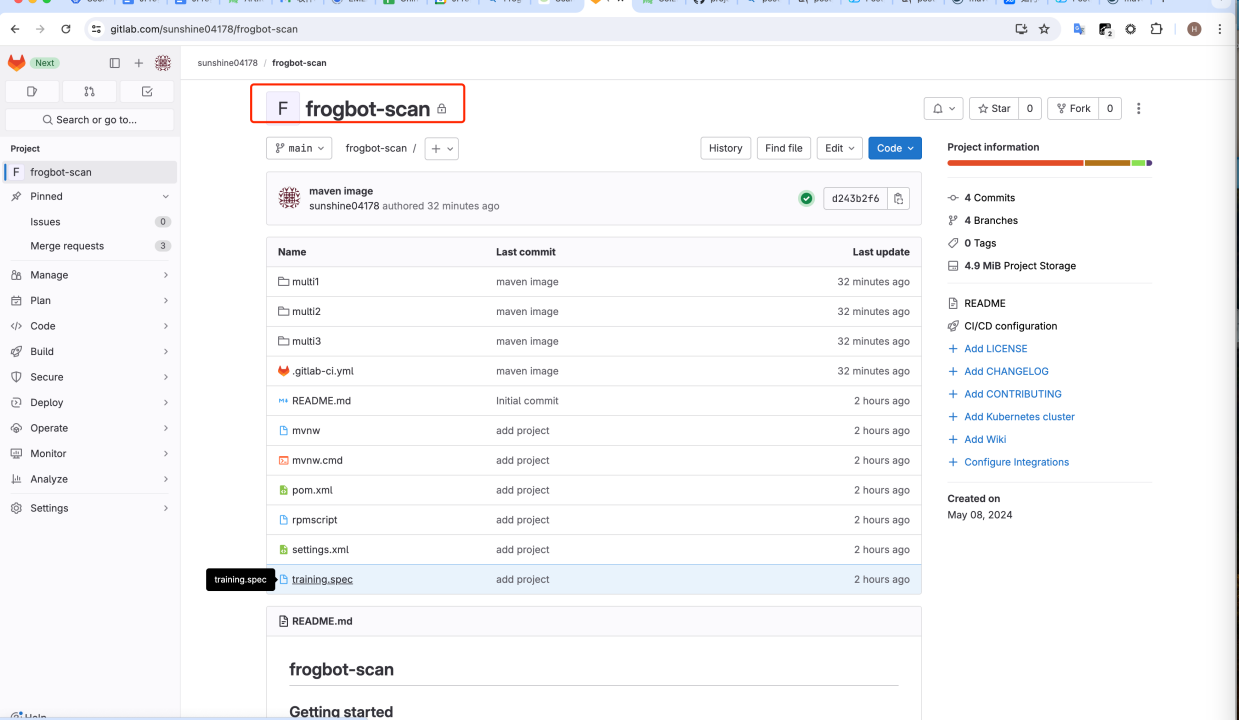 gitlab.com/sunshine04178/frogbot-scan
2
H
Next
Search or go to...
Project
F frogbot-scan
Pinned
Issues 0
Merge requests 3
Manage
Plan
Code
Build
Secure
Deploy
Operate
Monitor
Analyze
Settings
Help
sunshine04178 / frogbot-scan
F frogbot-scan
Star 0
Fork 0
main
frogbot-scan /
History
Find file
Edit
Code
maven image
sunshine04178 authored 32 minutes ago
d243b2f6
Name Last commit Last update
multi1 maven image 32 minutes ago
multi2 maven image 32 minutes ago
multi3 maven image 32 minutes ago
.gitlab-ci.yml maven image 32 minutes ago
README.md Initial commit 2 hours ago
mvnw add project 2 hours ago
mvnw.cmd add project 2 hours ago
pom.xml add project 2 hours ago
rpmscript add project 2 hours ago
settings.xml add project 2 hours ago
training.spec
training.spec add project 2 hours ago
README.md
frogbot-scan
Getting started
Project information
4 Commits
4 Branches
0 Tags
4.9 MiB Project Storage
README
CI/CD configuration
Add LICENSE
Add CHANGELOG
Add CONTRIBUTING
Add Kubernetes cluster
Add Wiki
Configure Integrations
Created on
May 08, 2024